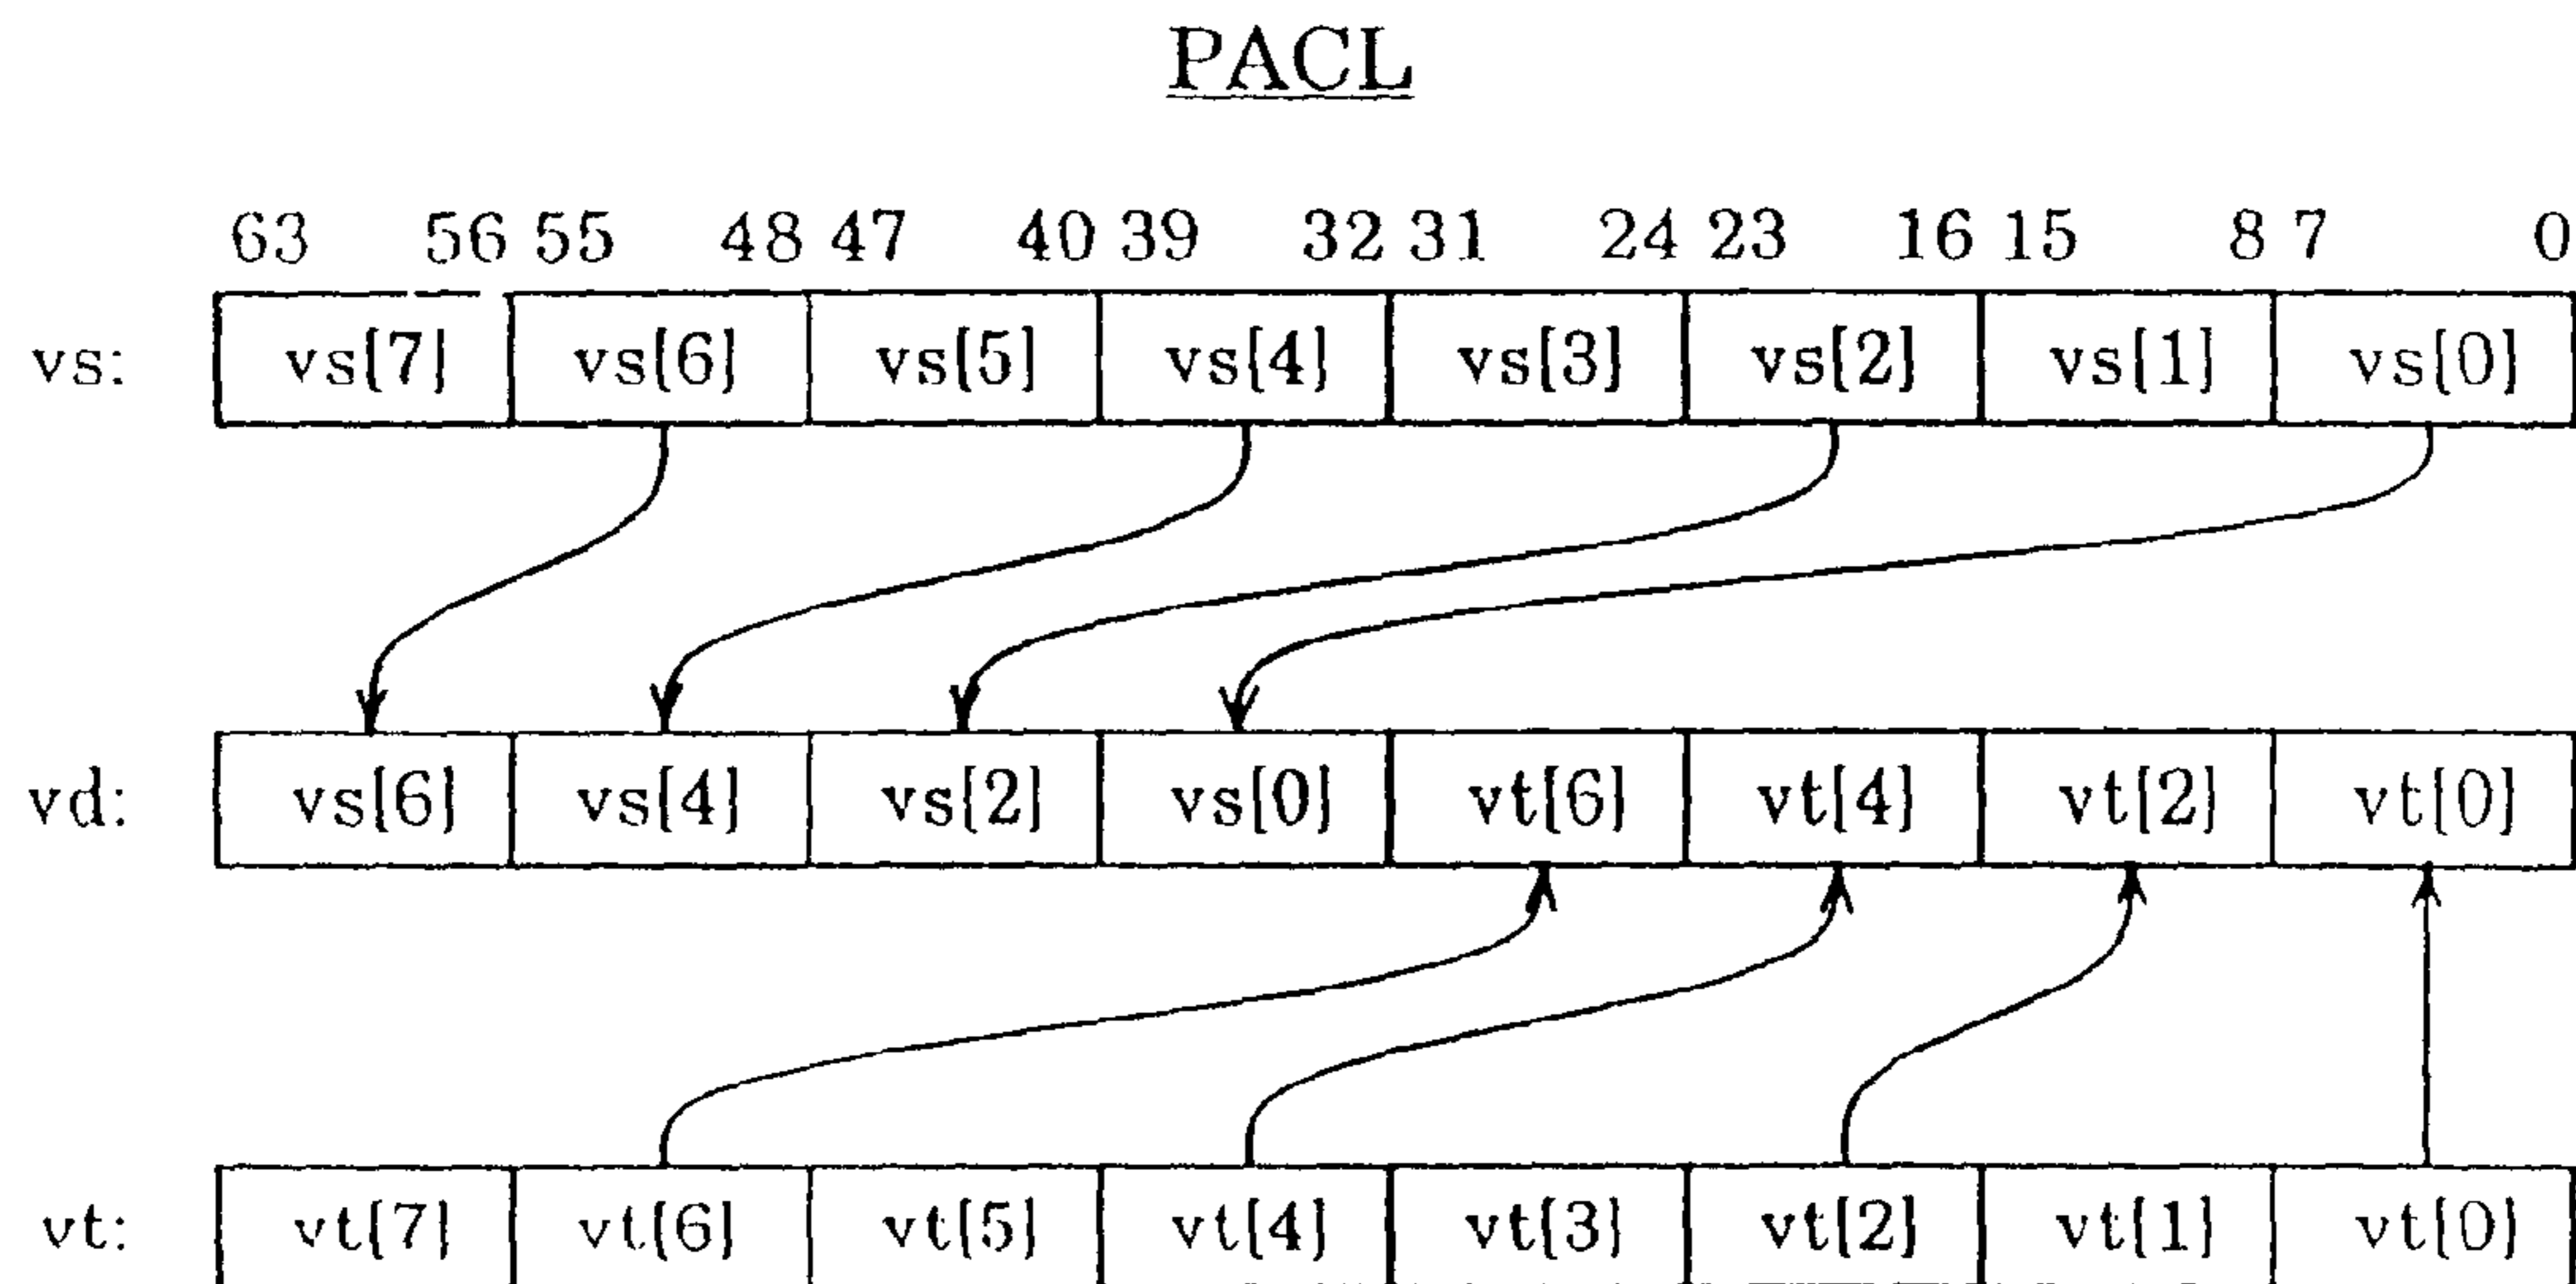 PACL
63 56 55 48 47 40 39 32 31 24 23 16 15 8 7 0
vs: vs[7] vs[6] vs[5] vs[4] vs[3] vs[2] vs[1] vs[0]
vd: vs[6] vs[4] vs[2] vs[0] vt[6] vt[4] vt[2] vt[0]
vt: vt[7] vt[6] vt[5] vt[4] vt[3] vt[2] vt[1] vt[0]